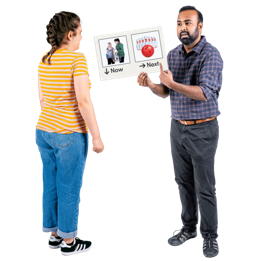 ↓ Now → Next